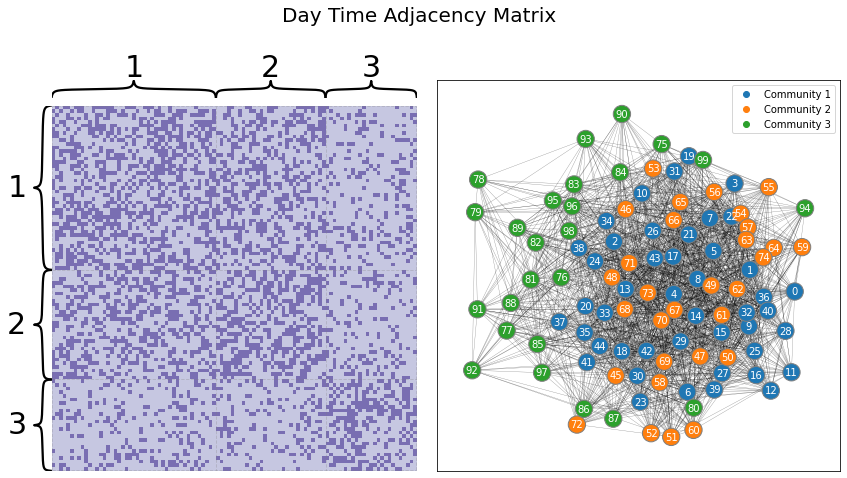 Day Time Adjacency Matrix
1 2 3
1
2
3
Community 1
Community 2
Community 3
90
93 75
19 99
84 53 31
78 83 10 3 55
56
95 96 46 65 94
79 34 66 7 22 54
89 98 26 21 57
82 38 2 63 64 59
24 71 43 17 5 74
81 76 48 8 1
13 73 4 49 62 0
88 20 36
91 33 68 67 14 61 32 40
37 70 9
77 35 15 28
85 44 18 42 29 25
41 69 47 50
92 97 45 30 58 27 16 11
6 39 12
23
86 80
72 87
52 51 60